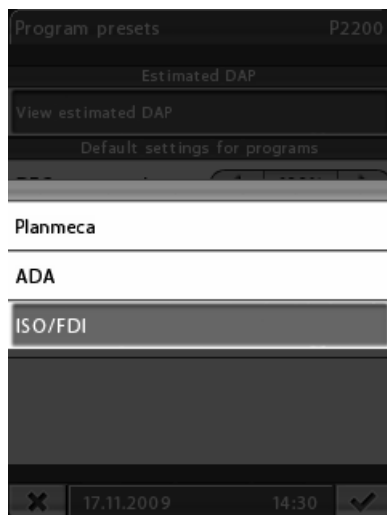 Program presets P2200
Estimated DAP
View estimated DAP
Default settings for programs
Planmeca
ADA
ISO/FDI
17.11.2009 14:30